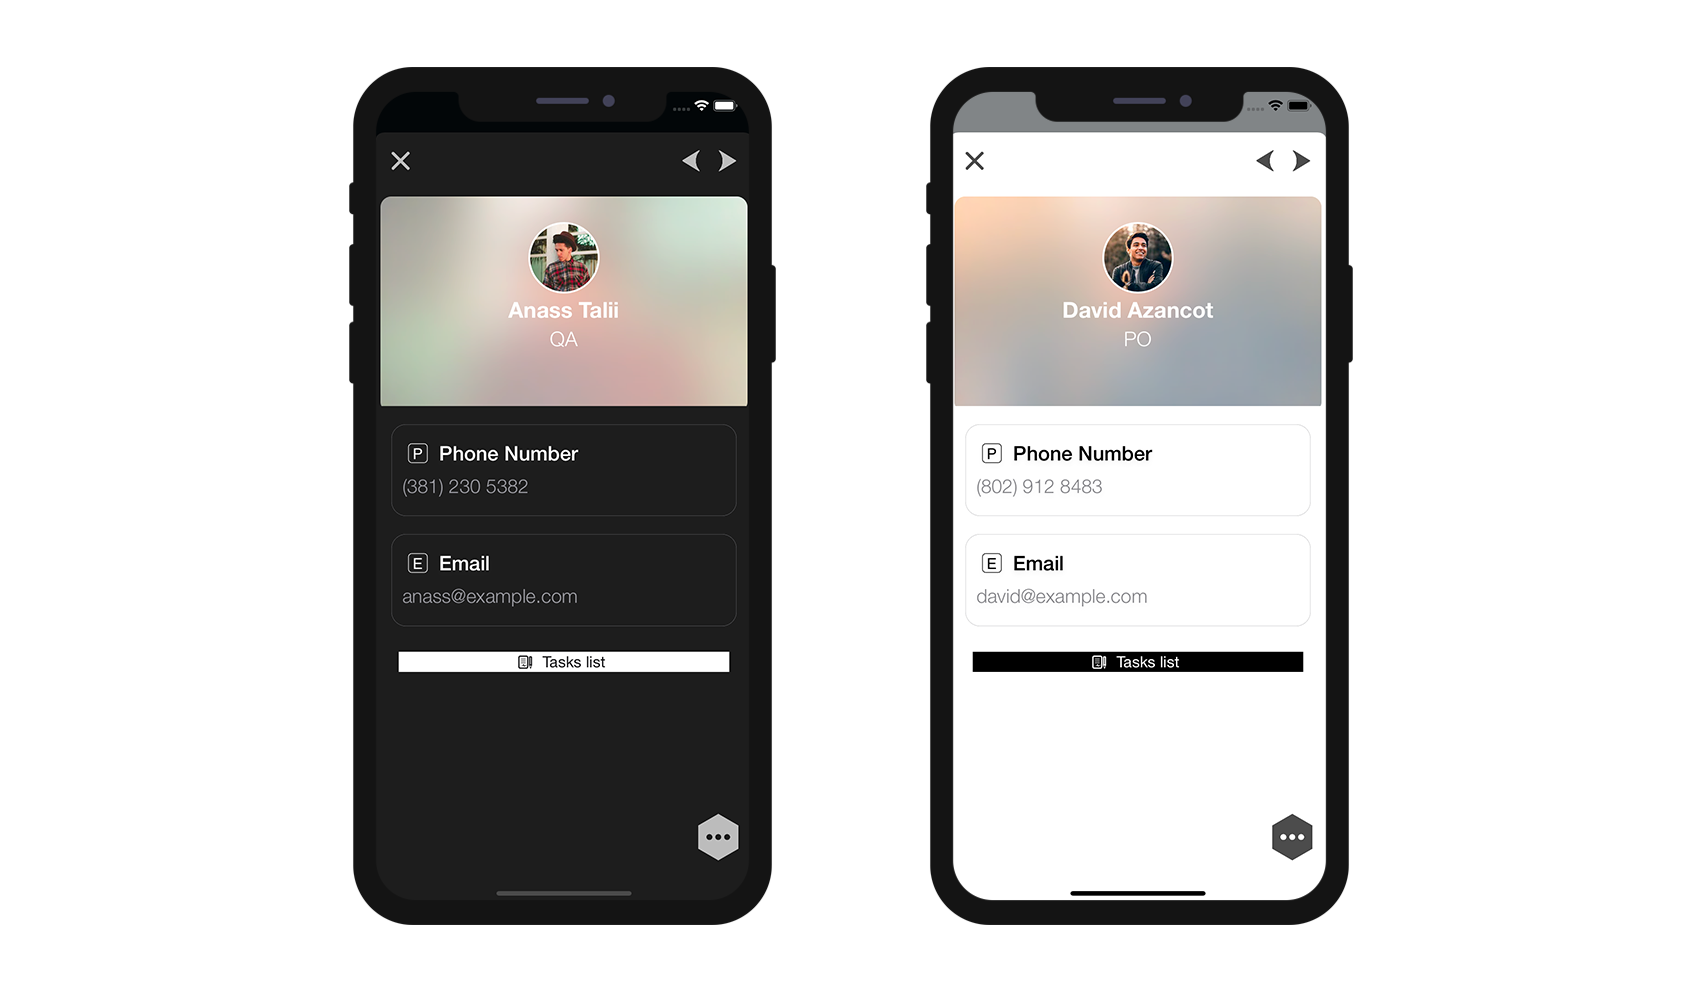 Anass Talii
QA
P Phone Number
(381) 230 5382
E Email
anass@example.com
Tasks list
David Azancot
PO
P Phone Number
(802) 912 8483
E Email
david@example.com
Tasks list